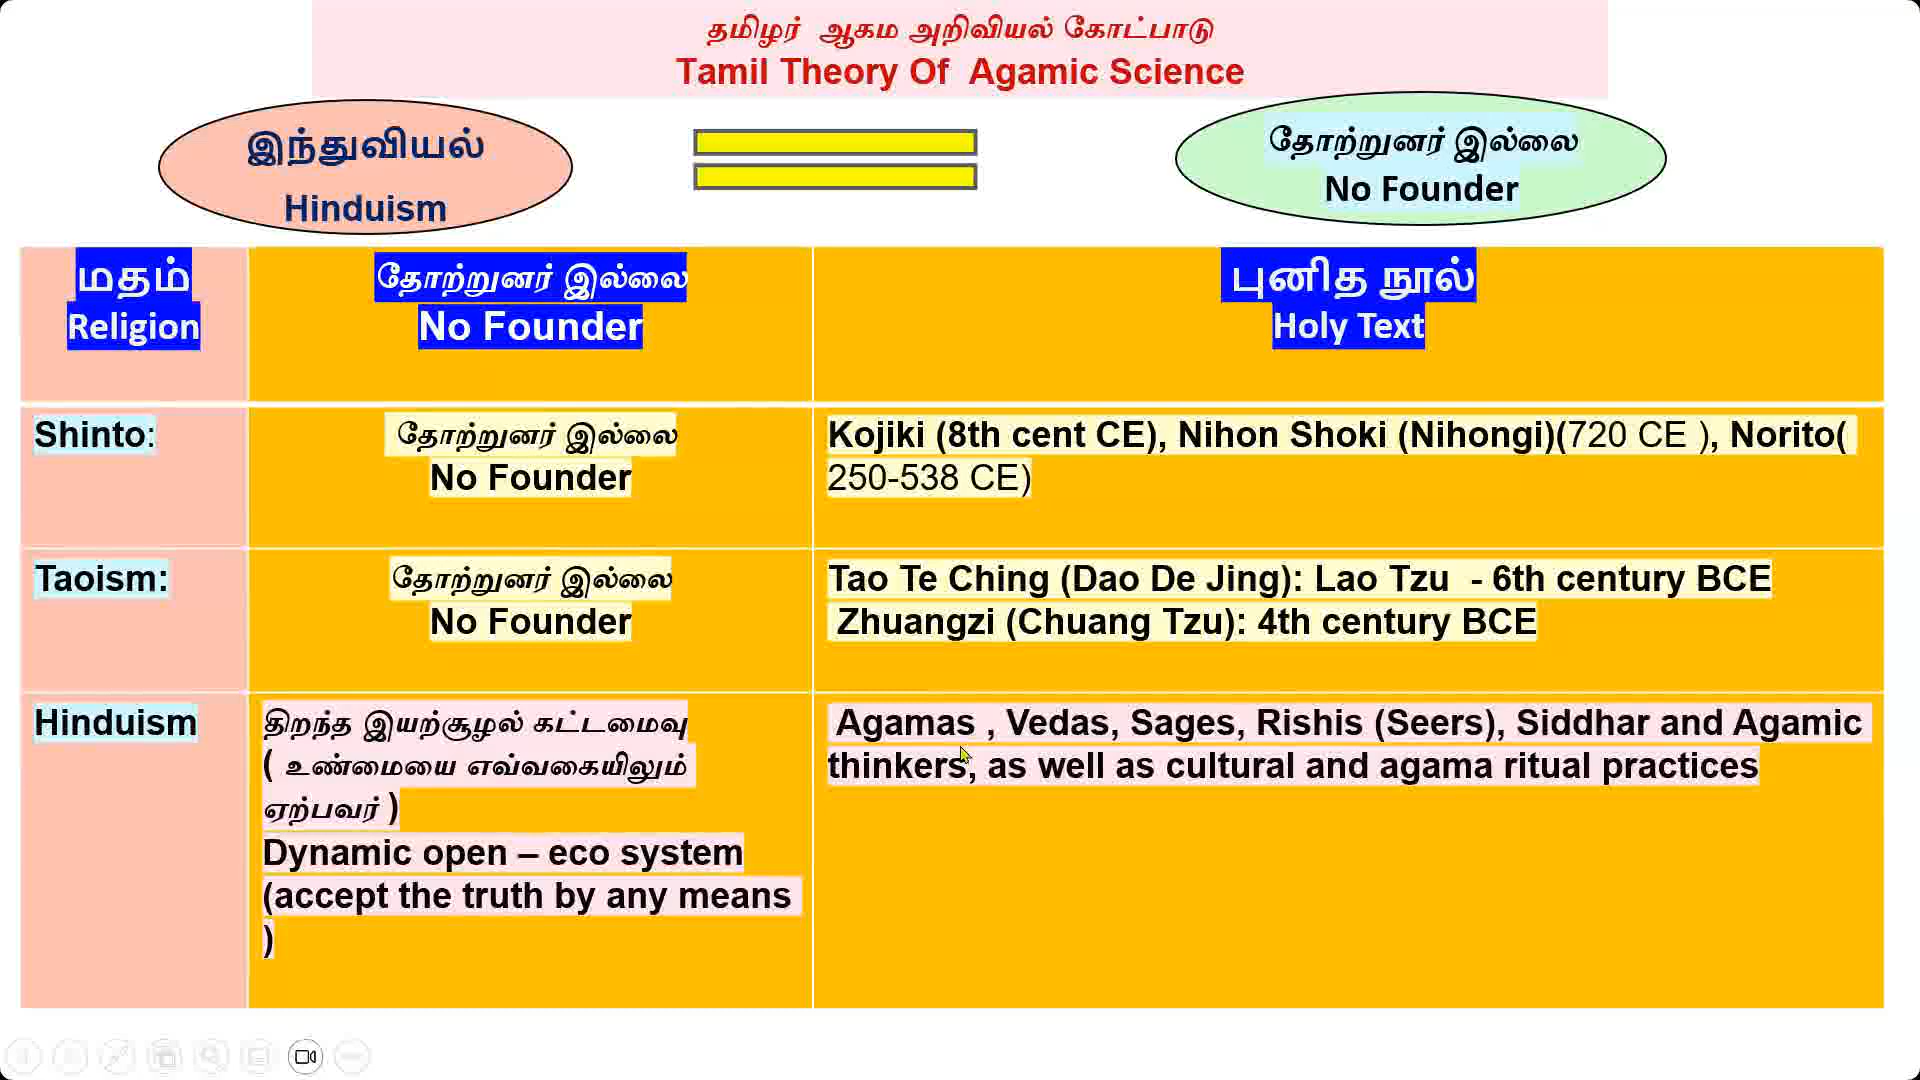 தமிழர் ஆகம அறிவியல் கோட்பாடு
Tamil Theory Of Agamic Science
இந்துவியல்
Hinduism
தோற்றுனர் இல்லை
No Founder
மதம்
Religion
தோற்றுனர் இல்லை
No Founder
புனித நூல்
Holy Text
Shinto:
தோற்றுனர் இல்லை
No Founder
Kojiki (8th cent CE), Nihon Shoki (Nihongi)(720 CE ), Norito(
250-538 CE)
Taoism:
தோற்றுனர் இல்லை
No Founder
Tao Te Ching (Dao De Jing): Lao Tzu - 6th century BCE
Zhuangzi (Chuang Tzu): 4th century BCE
Hinduism
திறந்த இயற்சூழல் கட்டமைவு
( உண்மையை எவ்வகையிலும்
ஏற்பவர் )
Dynamic open – eco system
(accept the truth by any means
)
Agamas , Vedas, Sages, Rishis (Seers), Siddhar and Agamic
thinkers, as well as cultural and agama ritual practices